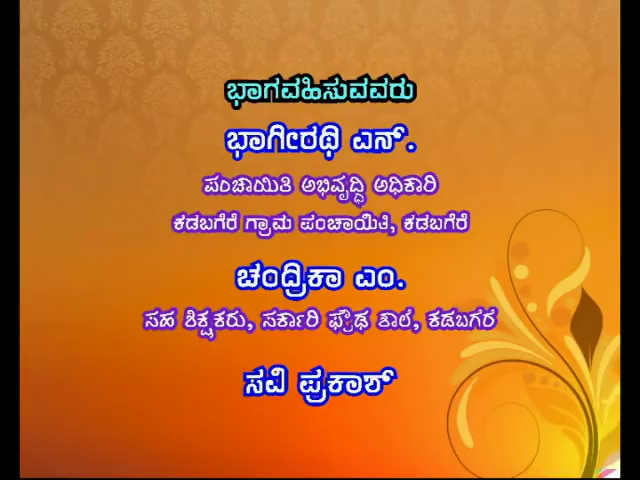 ಭಾಗವಹಿಸುವವರು
ಭಾಗೀರಥಿ ಎನ್.
ಪಂಚಾಯಿತಿ ಅಭಿವೃದ್ಧಿ ಅಧಿಕಾರಿ
ಕಡಬಗೆರೆ ಗ್ರಾಮ ಪಂಚಾಯಿತಿ, ಕಡಬಗೆರೆ
ಚಂದ್ರಿಕಾ ಎಂ.
ಸಹ ಶಿಕ್ಷಕರು, ಸರ್ಕಾರಿ ಪ್ರೌಢ ಶಾಲೆ, ಕಡಬಗೆರೆ
ಸವಿ ಪ್ರಕಾಶ್